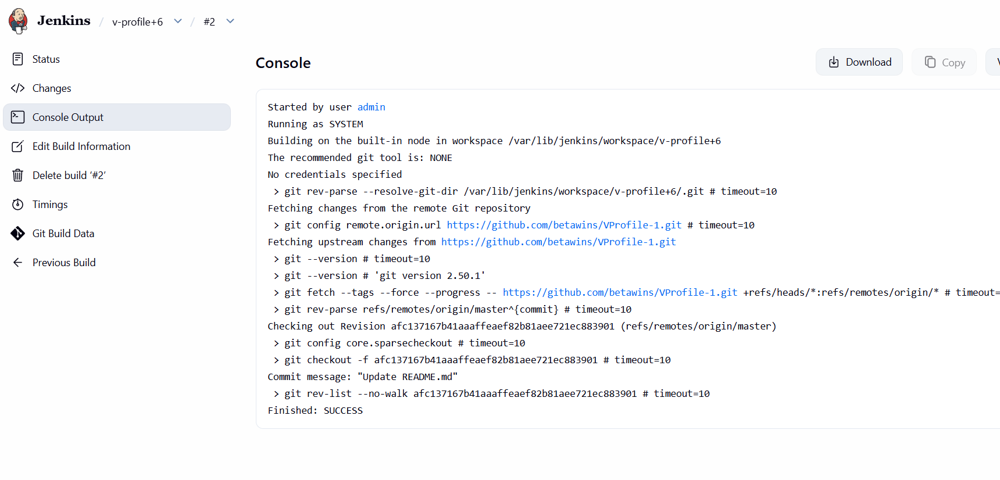 Jenkins / v-profile+6 / #2
Status
Changes
Console Output
Edit Build Information
Delete build ‘#2’
Timings
Git Build Data
Previous Build
Console
Download
Copy
Started by user admin
Running as SYSTEM
Building on the built-in node in workspace /var/lib/jenkins/workspace/v-profile+6
The recommended git tool is: NONE
No credentials specified
> git rev-parse --resolve-git-dir /var/lib/jenkins/workspace/v-profile+6/.git # timeout=10
Fetching changes from the remote Git repository
> git config remote.origin.url https://github.com/betawins/VProfile-1.git # timeout=10
Fetching upstream changes from https://github.com/betawins/VProfile-1.git
> git --version # timeout=10
> git --version # 'git version 2.50.1'
> git fetch --tags --force --progress -- https://github.com/betawins/VProfile-1.git +refs/heads/*:refs/remotes/origin/* # timeout=
> git rev-parse refs/remotes/origin/master^{commit} # timeout=10
Checking out Revision afc137167b41aaaffeaef82b81aee721ec883901 (refs/remotes/origin/master)
> git config core.sparsecheckout # timeout=10
> git checkout -f afc137167b41aaaffeaef82b81aee721ec883901 # timeout=10
Commit message: "Update README.md"
> git rev-list --no-walk afc137167b41aaaffeaef82b81aee721ec883901 # timeout=10
Finished: SUCCESS